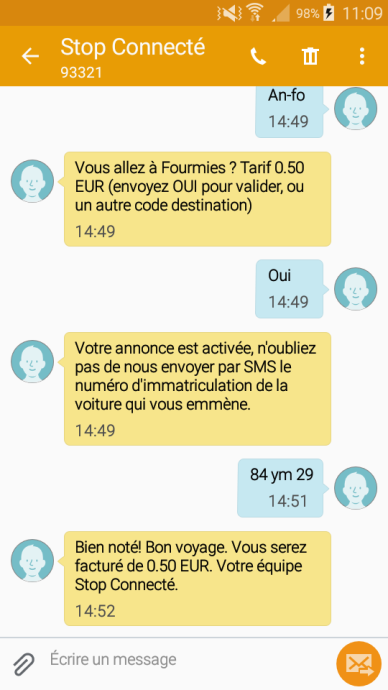 98% 11:09
Stop Connecté
93321
An-fo
14:49
Vous allez à Fourmies ? Tarif 0.50
EUR (envoyez OUI pour valider, ou
un autre code destination)
14:49
Oui
14:49
Votre annonce est activée, n'oubliez
pas de nous envoyer par SMS le
numéro d'immatriculation de la
voiture qui vous emmène.
14:49
84 ym 29
14:51
Bien noté! Bon voyage. Vous serez
facturé de 0.50 EUR. Votre équipe
Stop Connecté.
14:52
Écrire un message